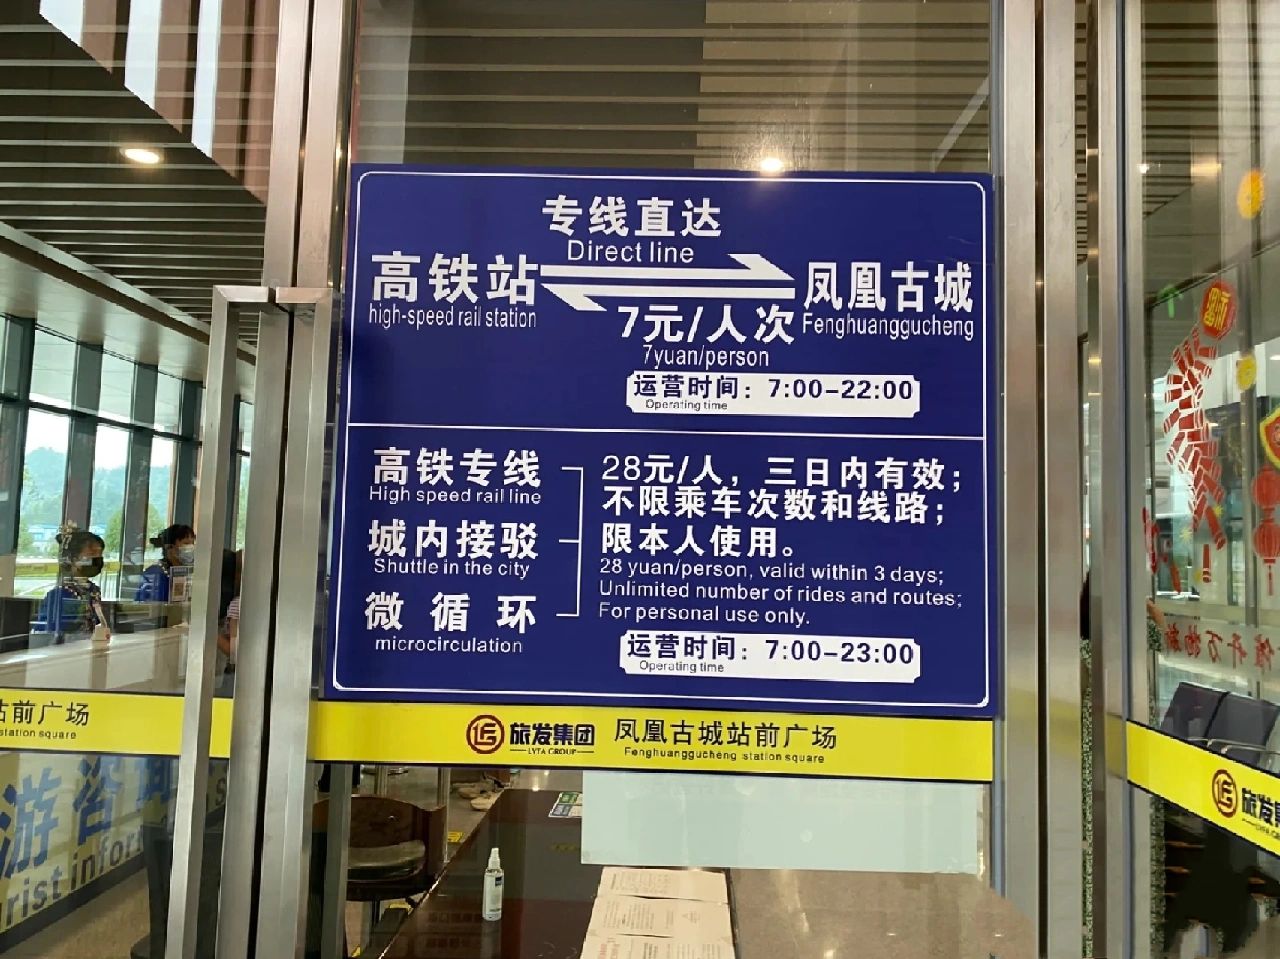 专线直达
Direct line
高铁站
high-speed rail station
凤凰古城
Fenghuanggucheng
7元/人次
7yuan/person
运营时间：7:00-22:00
Operating time
高铁专线
High speed rail line
城内接驳
Shuttle in the city
微循环
microcirculation
28元/人，三日内有效；
不限乘车次数和线路；
限本人使用。
28 yuan/person, valid within 3 days;
Unlimited number of rides and routes;
For personal use only.
运营时间：7:00-23:00
Operating time
旅发集团
LYTA GROUP
凤凰古城站前广场
Fenghuanggucheng station square
站前广场
station square
游咨询
rist infor
旅发集